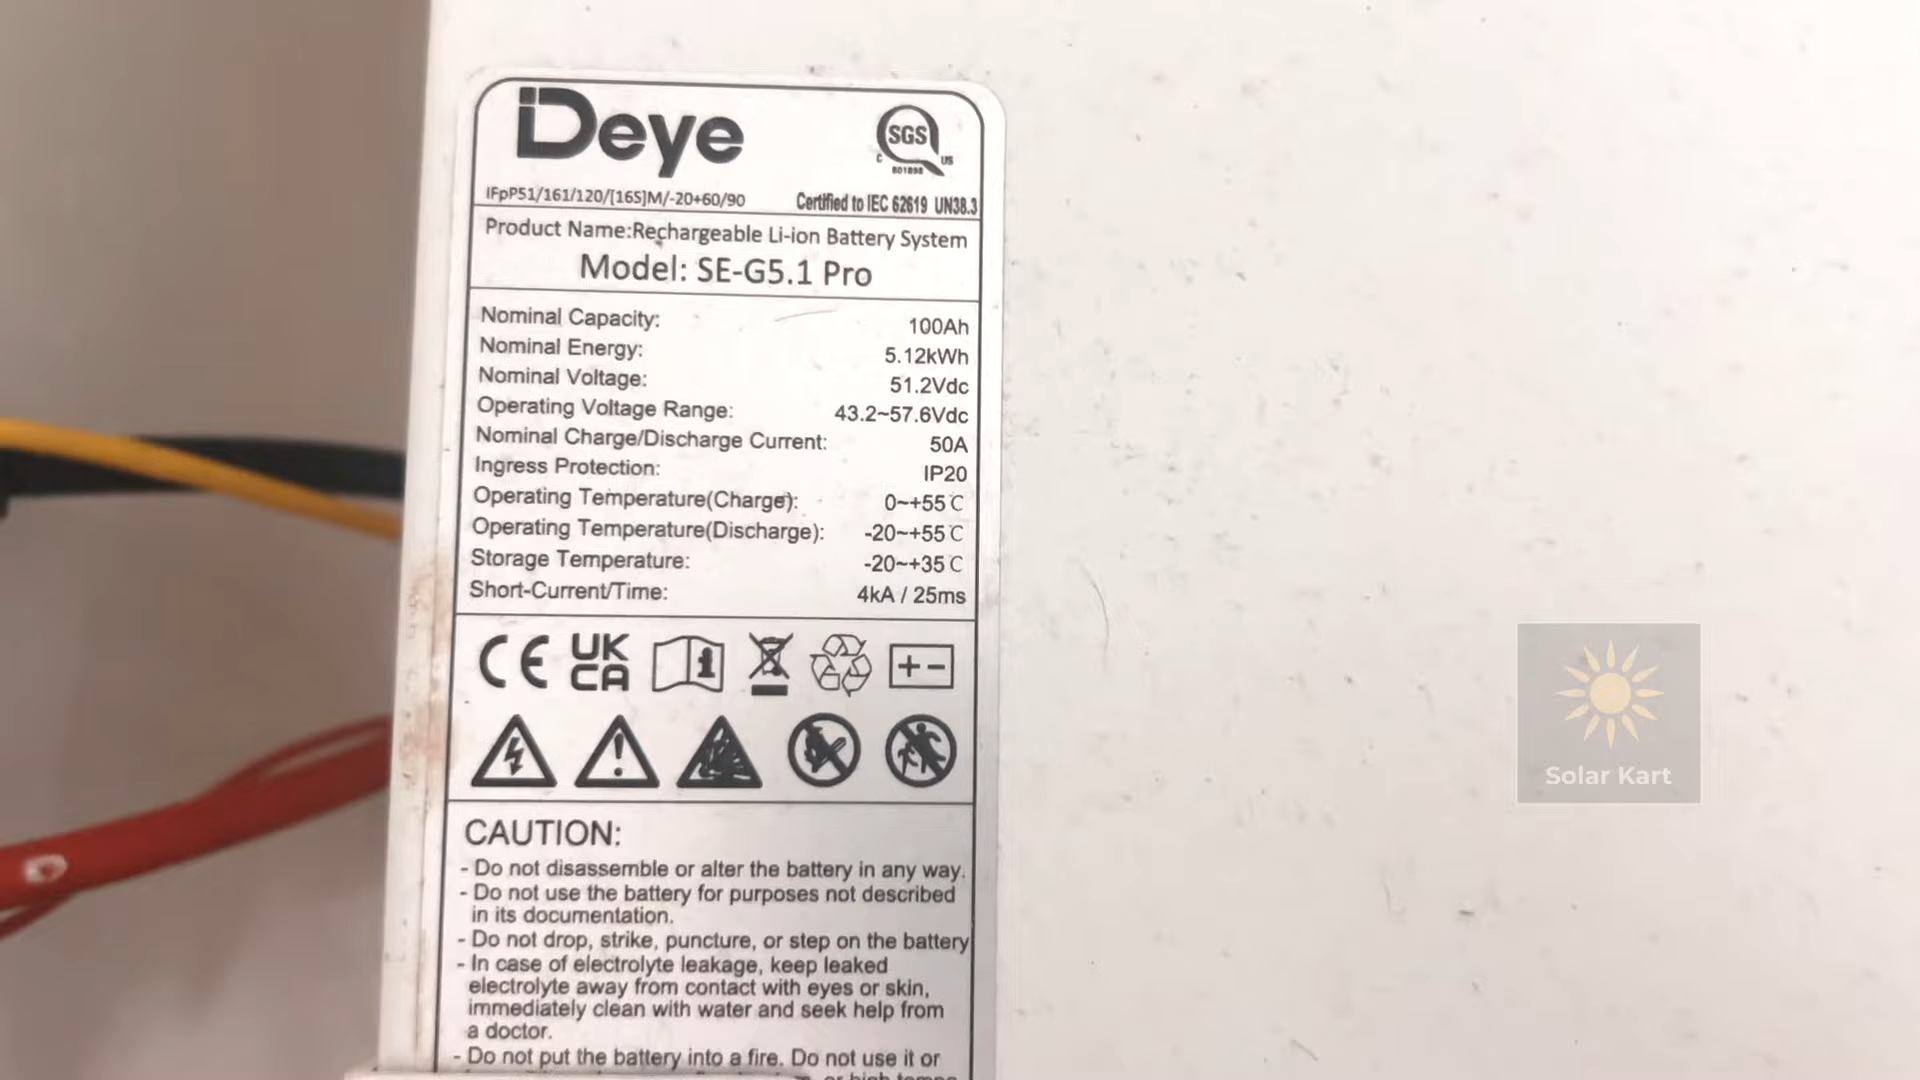 Deye
SGS
C US
601898
IFpP51/161/120/[16S]M/-20+60/90
Certified to IEC 62619 UN38.3
Product Name:Rechargeable Li-ion Battery System
Model: SE-G5.1 Pro
Nominal Capacity: 100Ah
Nominal Energy: 5.12kWh
Nominal Voltage: 51.2Vdc
Operating Voltage Range: 43.2~57.6Vdc
Nominal Charge/Discharge Current: 50A
Ingress Protection: IP20
Operating Temperature(Charge): 0~+55℃
Operating Temperature(Discharge): -20~+55℃
Storage Temperature: -20~+35℃
Short-Current/Time: 4kA / 25ms
CE UK
CA
CAUTION:
- Do not disassemble or alter the battery in any way.
- Do not use the battery for purposes not described
in its documentation.
- Do not drop, strike, puncture, or step on the battery
- In case of electrolyte leakage, keep leaked
electrolyte away from contact with eyes or skin,
immediately clean with water and seek help from
a doctor.
- Do not put the battery into a fire. Do not use it or
Solar Kart